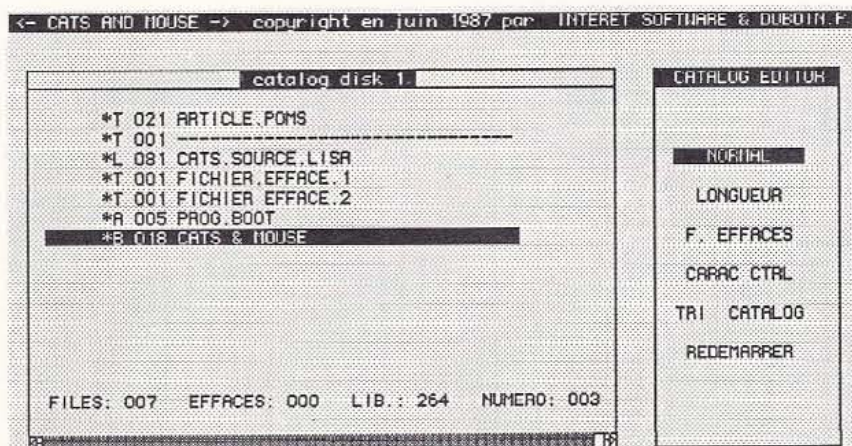 <- CATS AND MOUSE -> copyright en juin 1987 par INTERET SOFTWARE & DUBOIN.F.
catalog disk 1
*T 021 ARTICLE.POMS
*T 001 ----------------------------------
*L 081 CATS.SOURCE.LISA
*T 001 FICHIER.EFFACE.1
*T 001 FICHIER EFFACE.2
*A 005 PROG.BOOT
*B 018 CATS & MOUSE
FILES: 007 EFFACES: 000 LIB.: 264 NUMERO: 003
CATALOG EDITOR
NORMAL
LONGUEUR
F. EFFACES
CARAC CTRL
TRI CATALOG
REDEMARRER